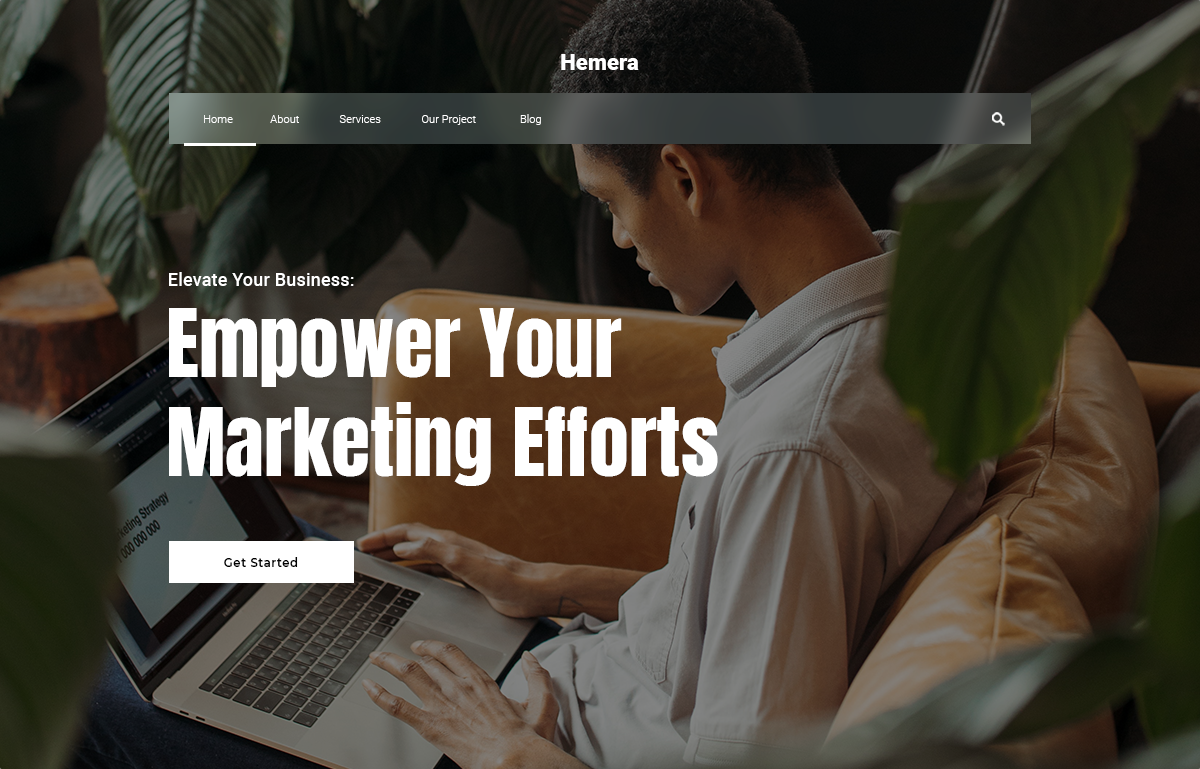 Hemera
Home About Services Our Project Blog
Elevate Your Business:
Empower Your
Marketing Efforts
keting Strategy
000 000
Get Started